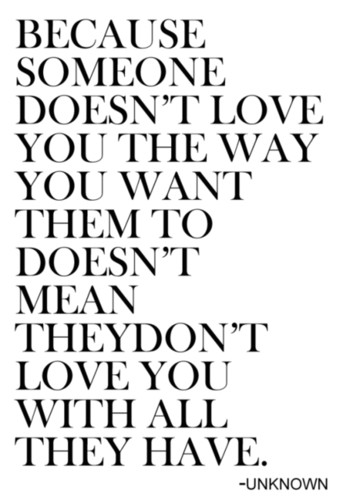 BECAUSE
SOMEONE
DOESN'T LOVE
YOU THE WAY
YOU WANT
THEM TO
DOESN'T
MEAN
THEYDON'T
LOVE YOU
WITH ALL
THEY HAVE.
-UNKNOWN